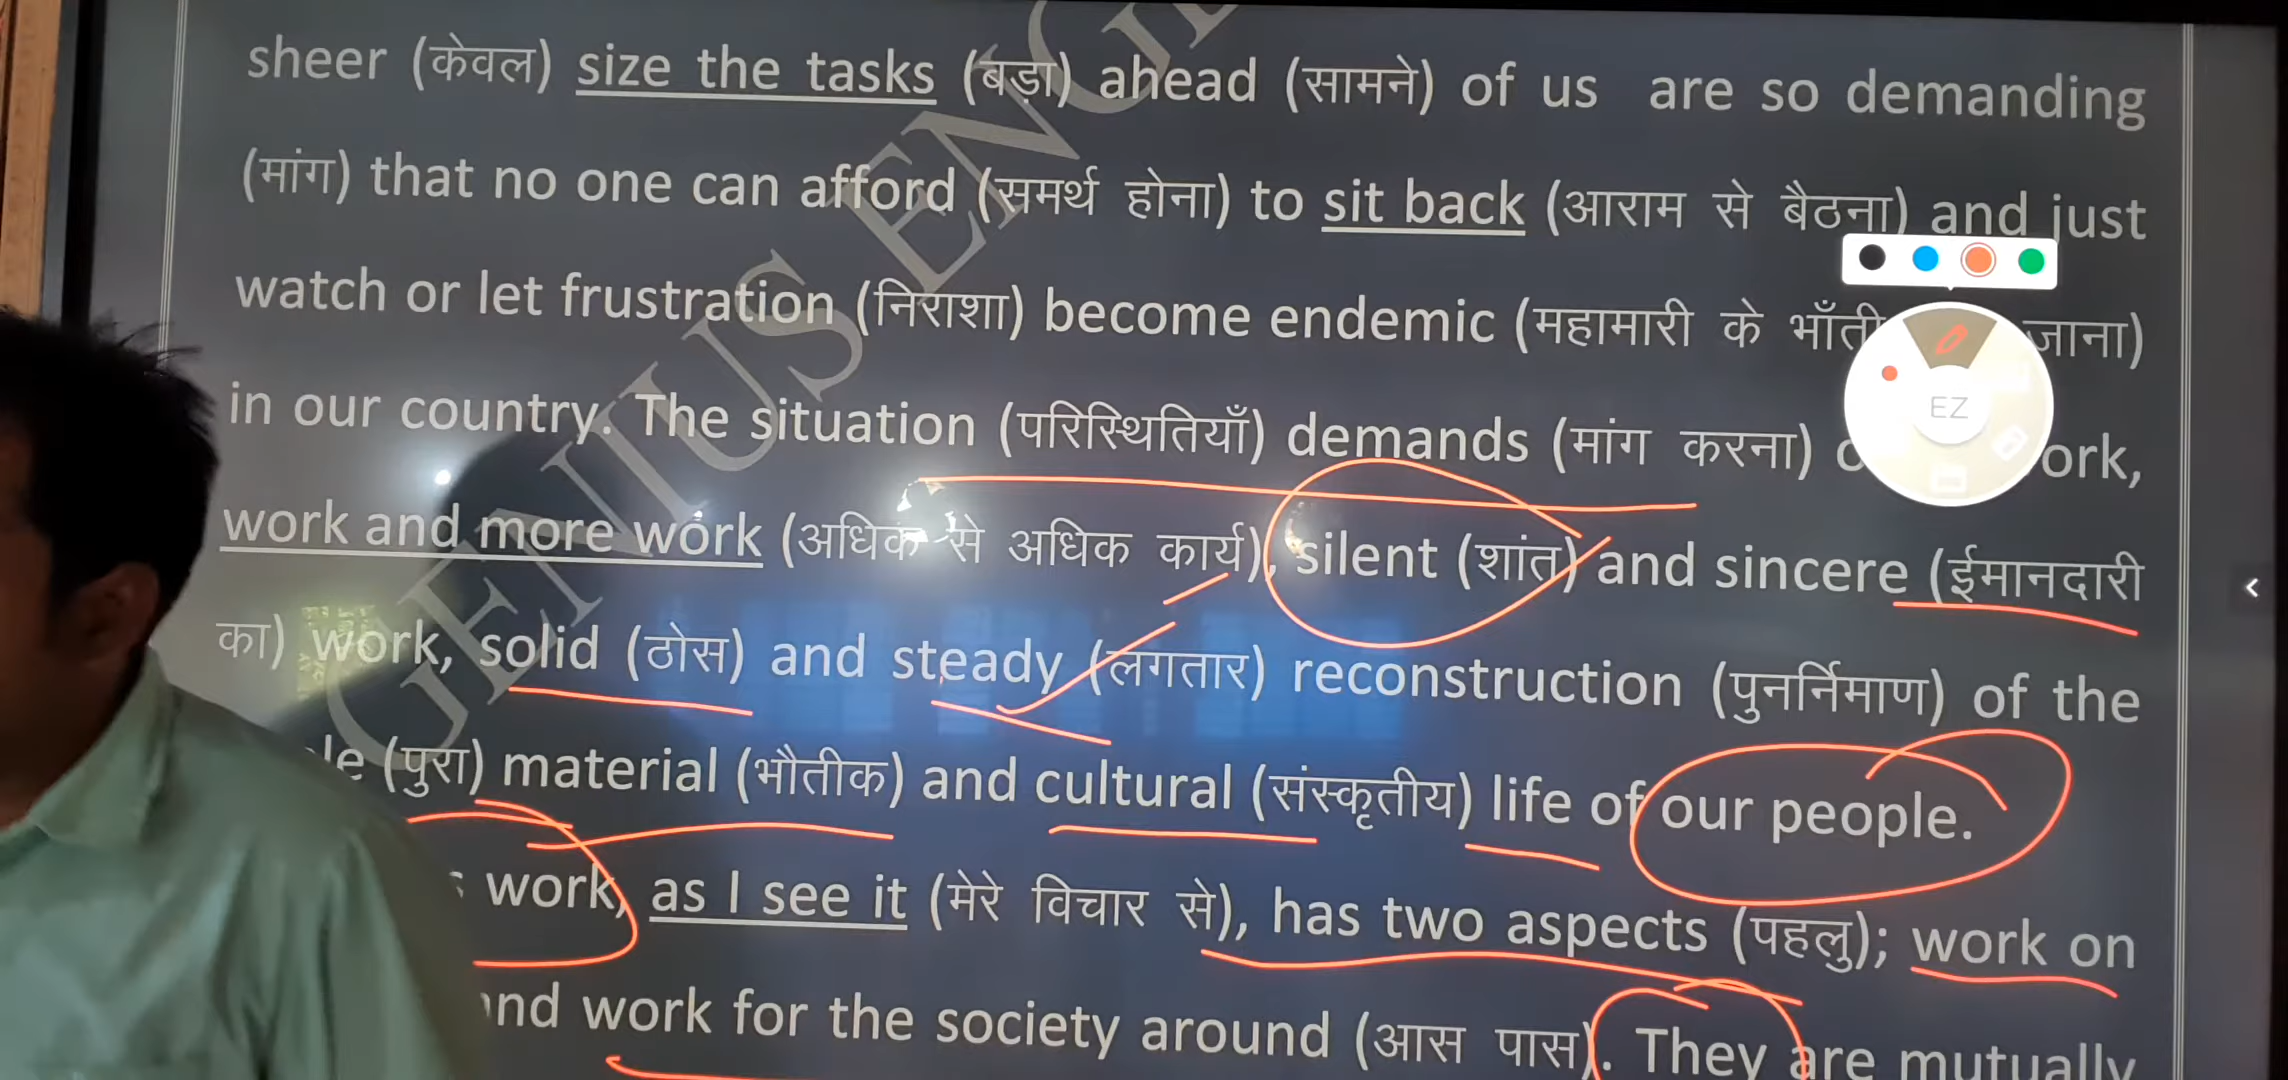 sheer (केवल) size the tasks (बड़ा) ahead (सामने) of us are so demanding
(मांग) that no one can afford (समर्थ होना) to sit back (आराम से बैठना) and just
watch or let frustration (निराशा) become endemic (महामारी के भाँती जाना)
in our country. The situation (परिस्थितियाँ) demands (मांग करना)
EZ
work and more work (अधिक से अधिक कार्य), silent (शांत) and sincere (ईमानदारी
का) work, solid (ठोस) and steady (लगतार) reconstruction (पुनर्निमाण) of the
(पुरा) material (भौतीक) and cultural (संस्कृतीय) life of our people.
work, as I see it (मेरे विचार से), has two aspects (पहलु); work on
and work for the society around (आस पास). They are mutually
GENIUS ENG